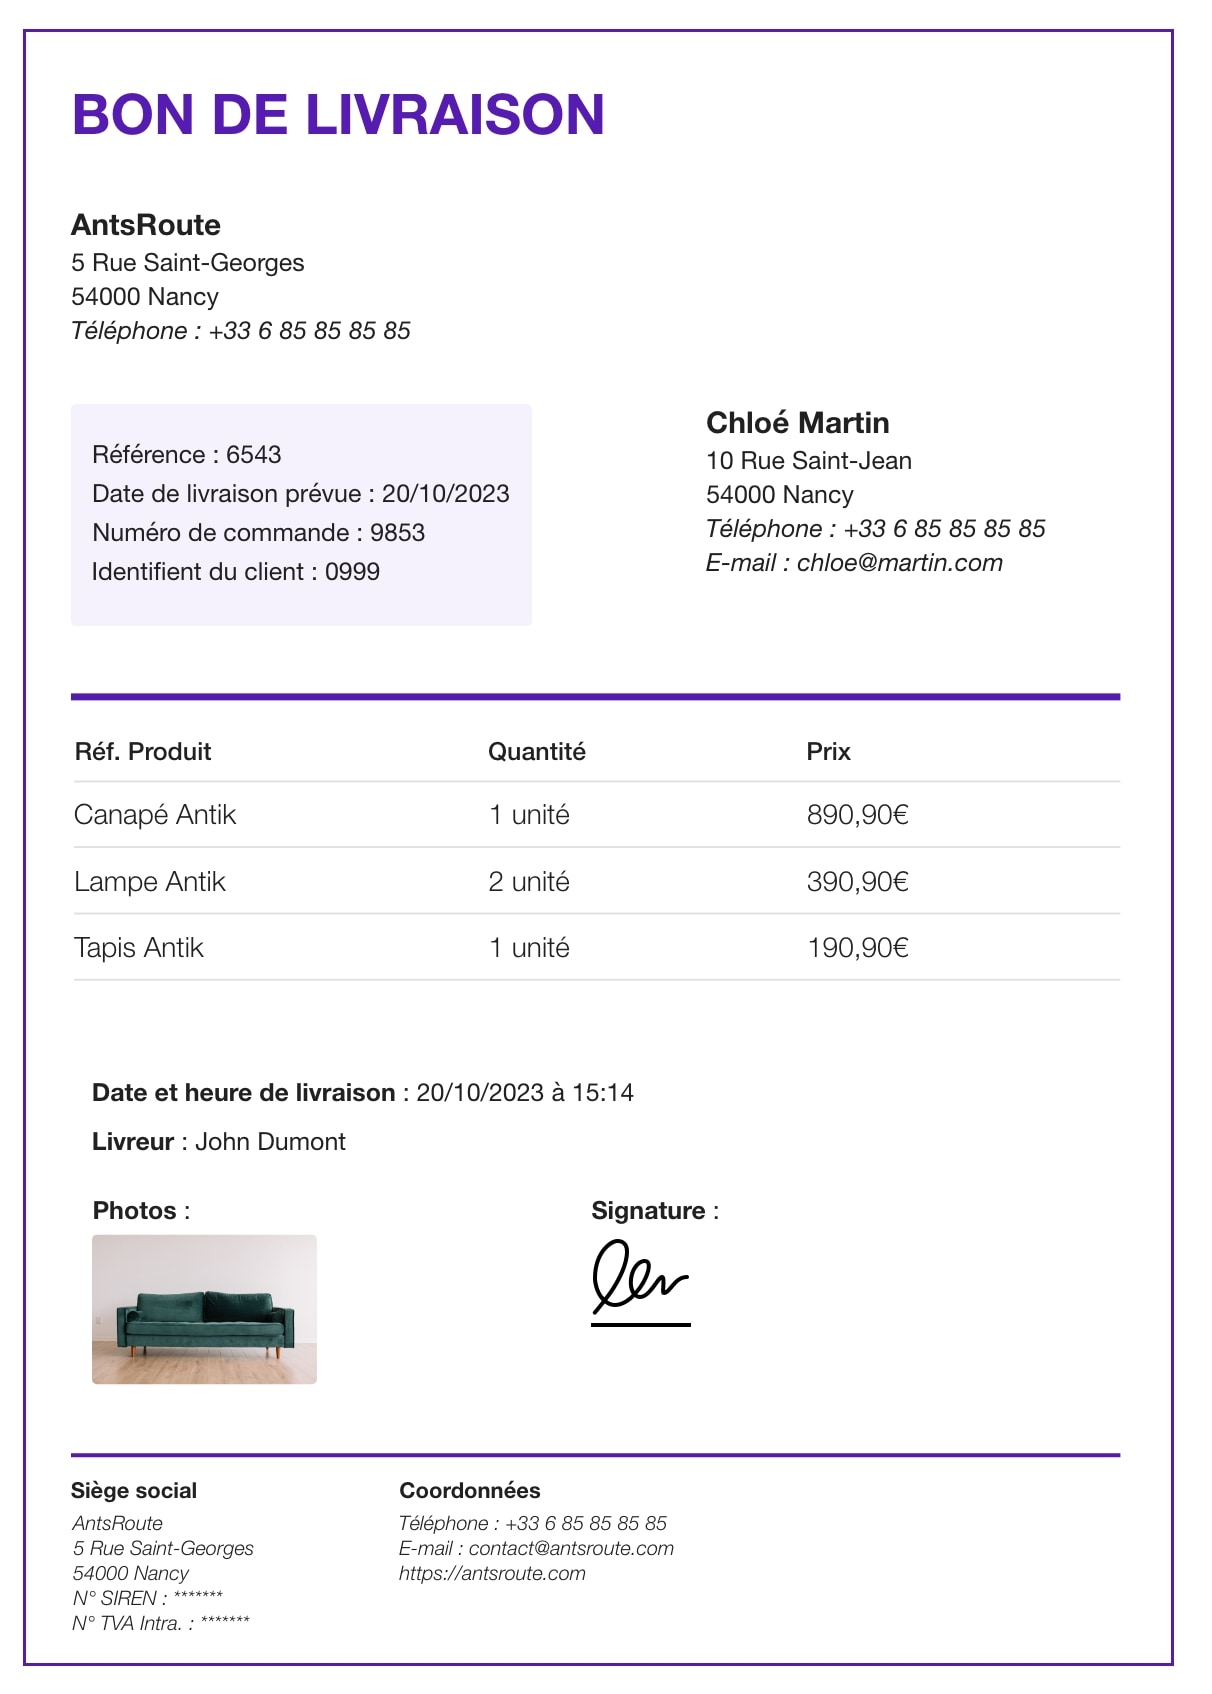 BON DE LIVRAISON
AntsRoute
5 Rue Saint-Georges
54000 Nancy
Téléphone : +33 6 85 85 85 85
Référence : 6543
Date de livraison prévue : 20/10/2023
Numéro de commande : 9853
Identifient du client : 0999
Chloé Martin
10 Rue Saint-Jean
54000 Nancy
Téléphone : +33 6 85 85 85 85
E-mail : chloe@martin.com
Réf. Produit Quantité Prix
Canapé Antik 1 unité 890,90€
Lampe Antik 2 unité 390,90€
Tapis Antik 1 unité 190,90€
Date et heure de livraison : 20/10/2023 à 15:14
Livreur : John Dumont
Photos :
Signature :
Siège social
AntsRoute
5 Rue Saint-Georges
54000 Nancy
N° SIREN : *******
N° TVA Intra. : *******
Coordonnées
Téléphone : +33 6 85 85 85 85
E-mail : contact@antsroute.com
https://antsroute.com